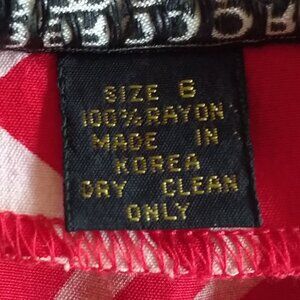 SIZE 6
100% RAYON
MADE IN
KOREA
DRY CLEAN
ONLY